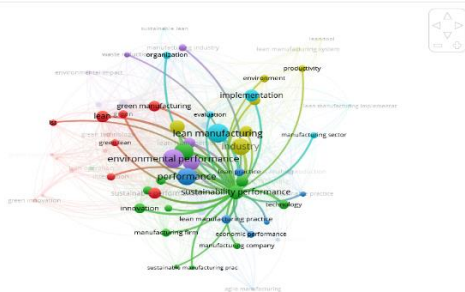 sustainable lean
manufacturing industry
organization
lean manufacturing system
productivity
environmental impact
environment
implementation
green manufacturing
lean manufacturing implementation
lean
evaluation
lean manufacturing
manufacturing sector
industry
green lean
environmental performance
lean practice
performance
sustainability performance
practice
green innovation
innovation
technology
lean manufacturing practice
manufacturing firm
economic performance
manufacturing company
sustainable manufacturing prac
agile manufacturing